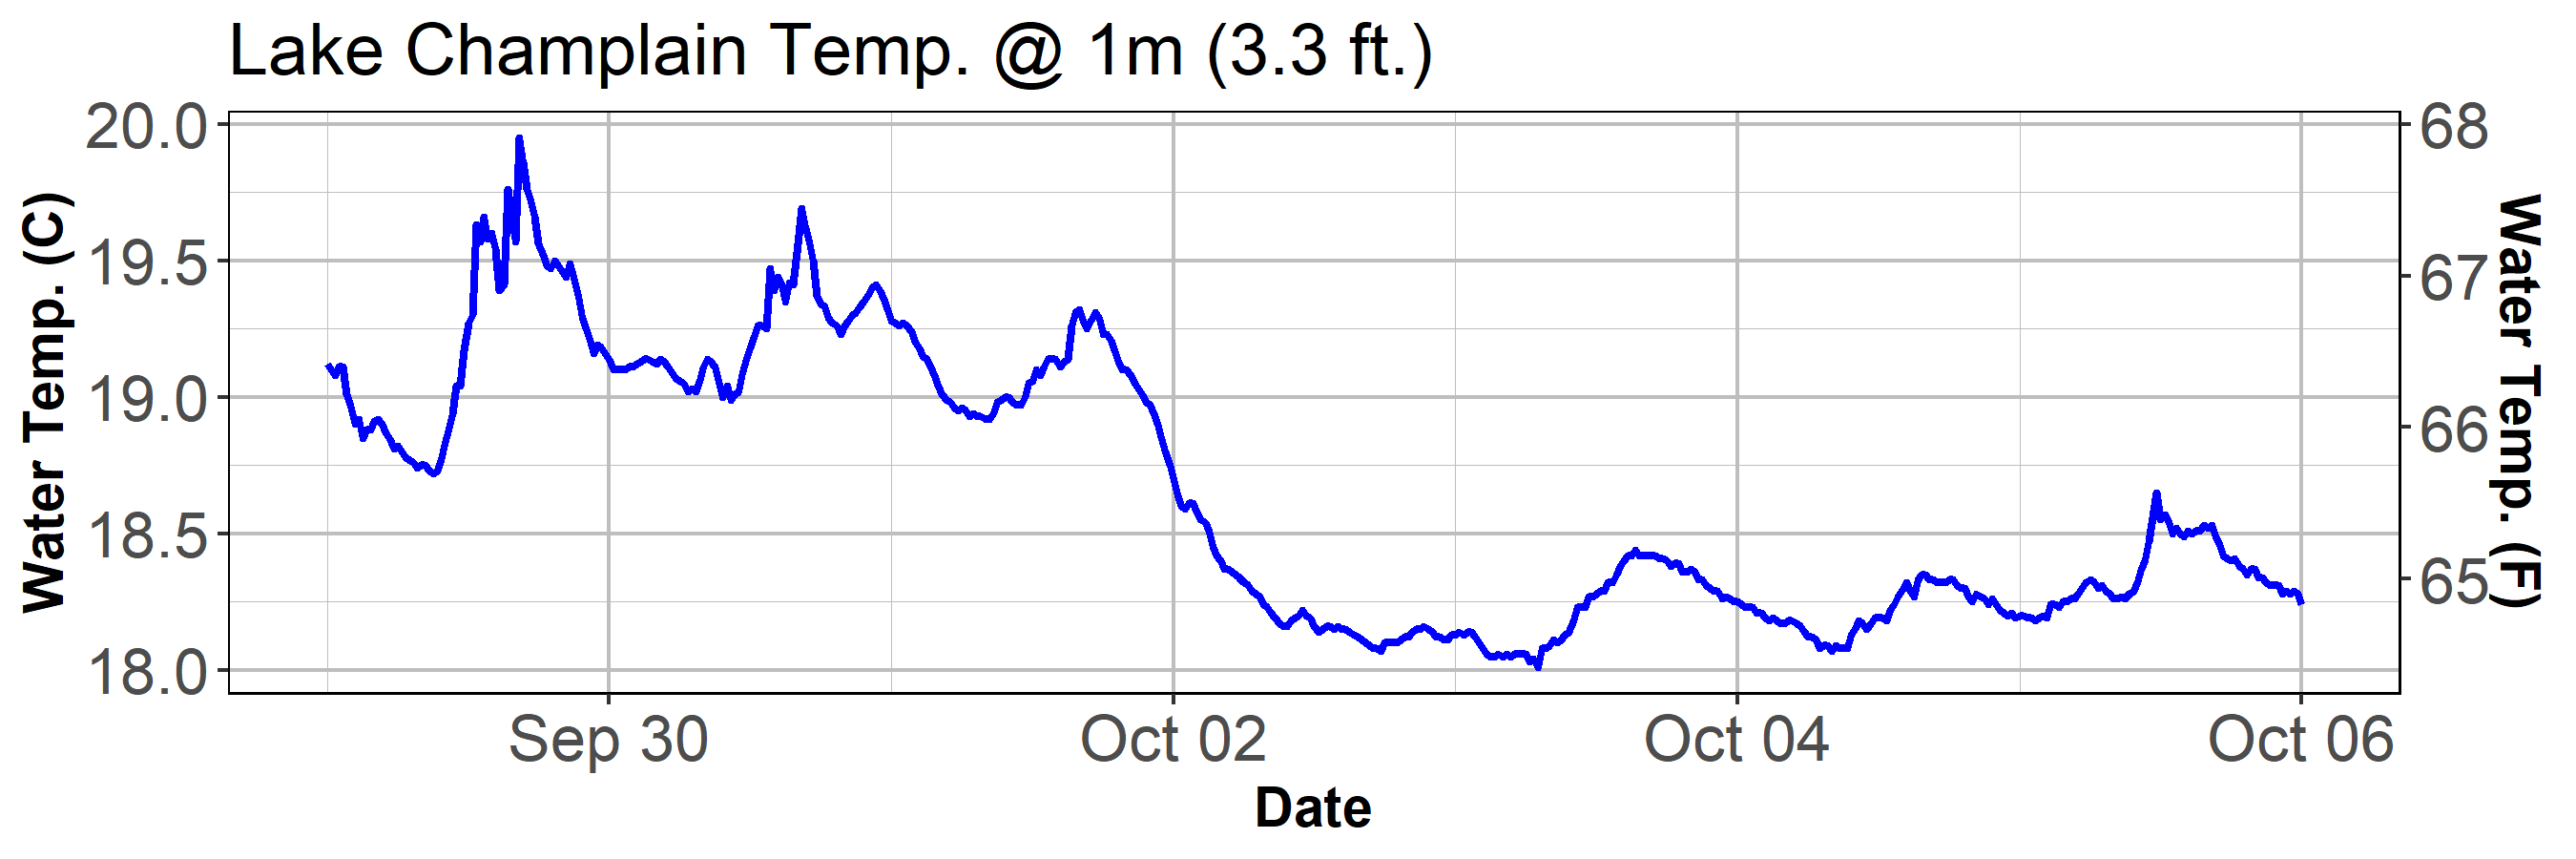 Lake Champlain Temp. @ 1m (3.3 ft.)
Water Temp. (C)
20.0
19.5
19.0
18.5
18.0
68
67
66
65
Water Temp. (F)
Sep 30 Oct 02 Oct 04 Oct 06
Date